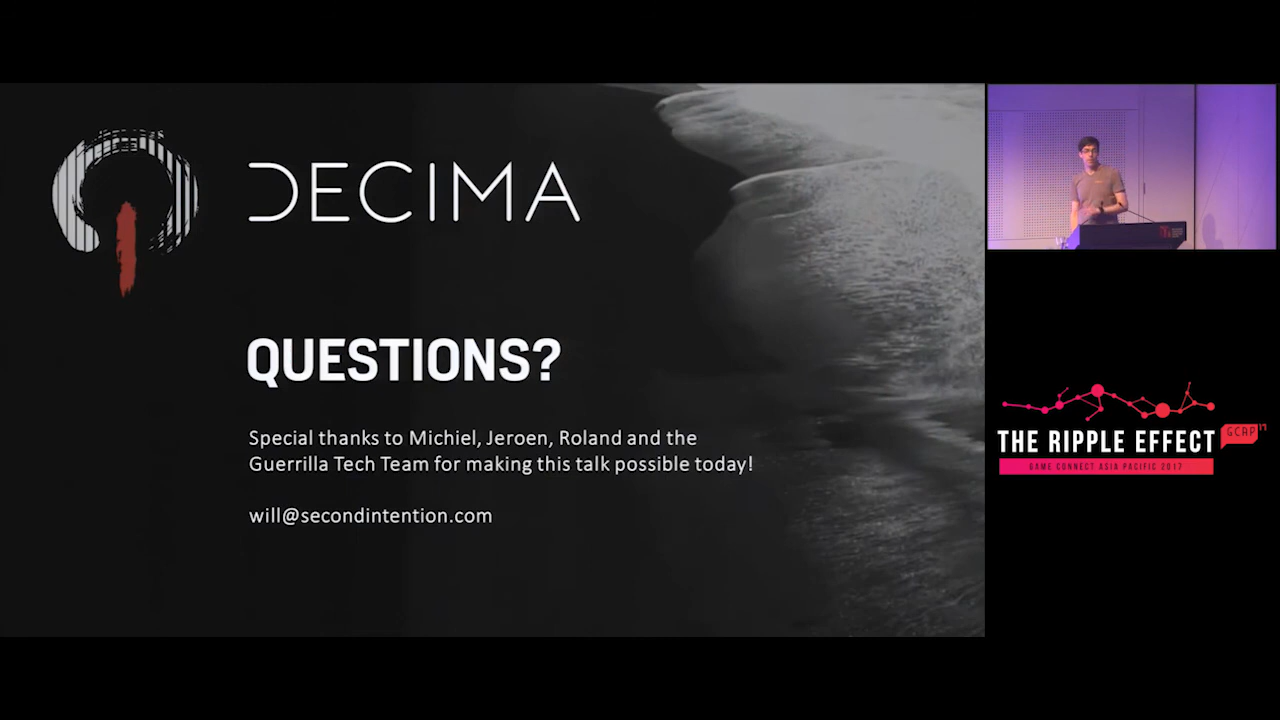 DECIMA
QUESTIONS?
Special thanks to Michiel, Jeroen, Roland and the
Guerrilla Tech Team for making this talk possible today!
will@secondintention.com
THE RIPPLE EFFECT
GCAP 17
GAME CONNECT ASIA PACIFIC 2017